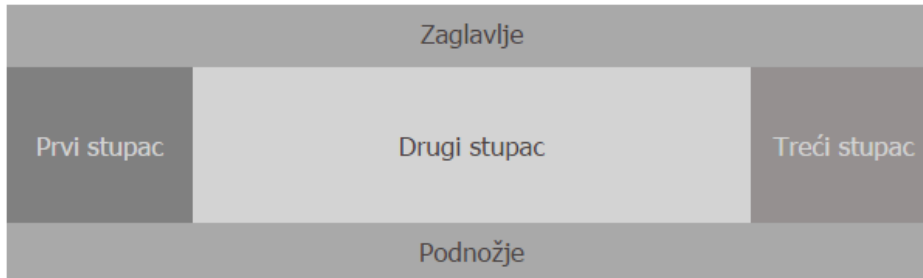 Zaglavlje
Prvi stupac
Drugi stupac
Treći stupac
Podnožje